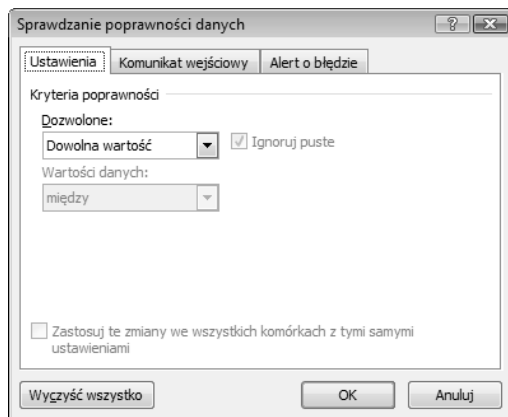 Sprawdzanie poprawności danych
Ustawienia
Komunikat wejściowy
Alert o błędzie
Kryteria poprawności
Dozwolone:
Dowolna wartość
Ignoruj puste
Wartości danych:
między
Zastosuj te zmiany we wszystkich komórkach z tymi samymi
ustawieniami
Wyczyść wszystko
OK
Anuluj